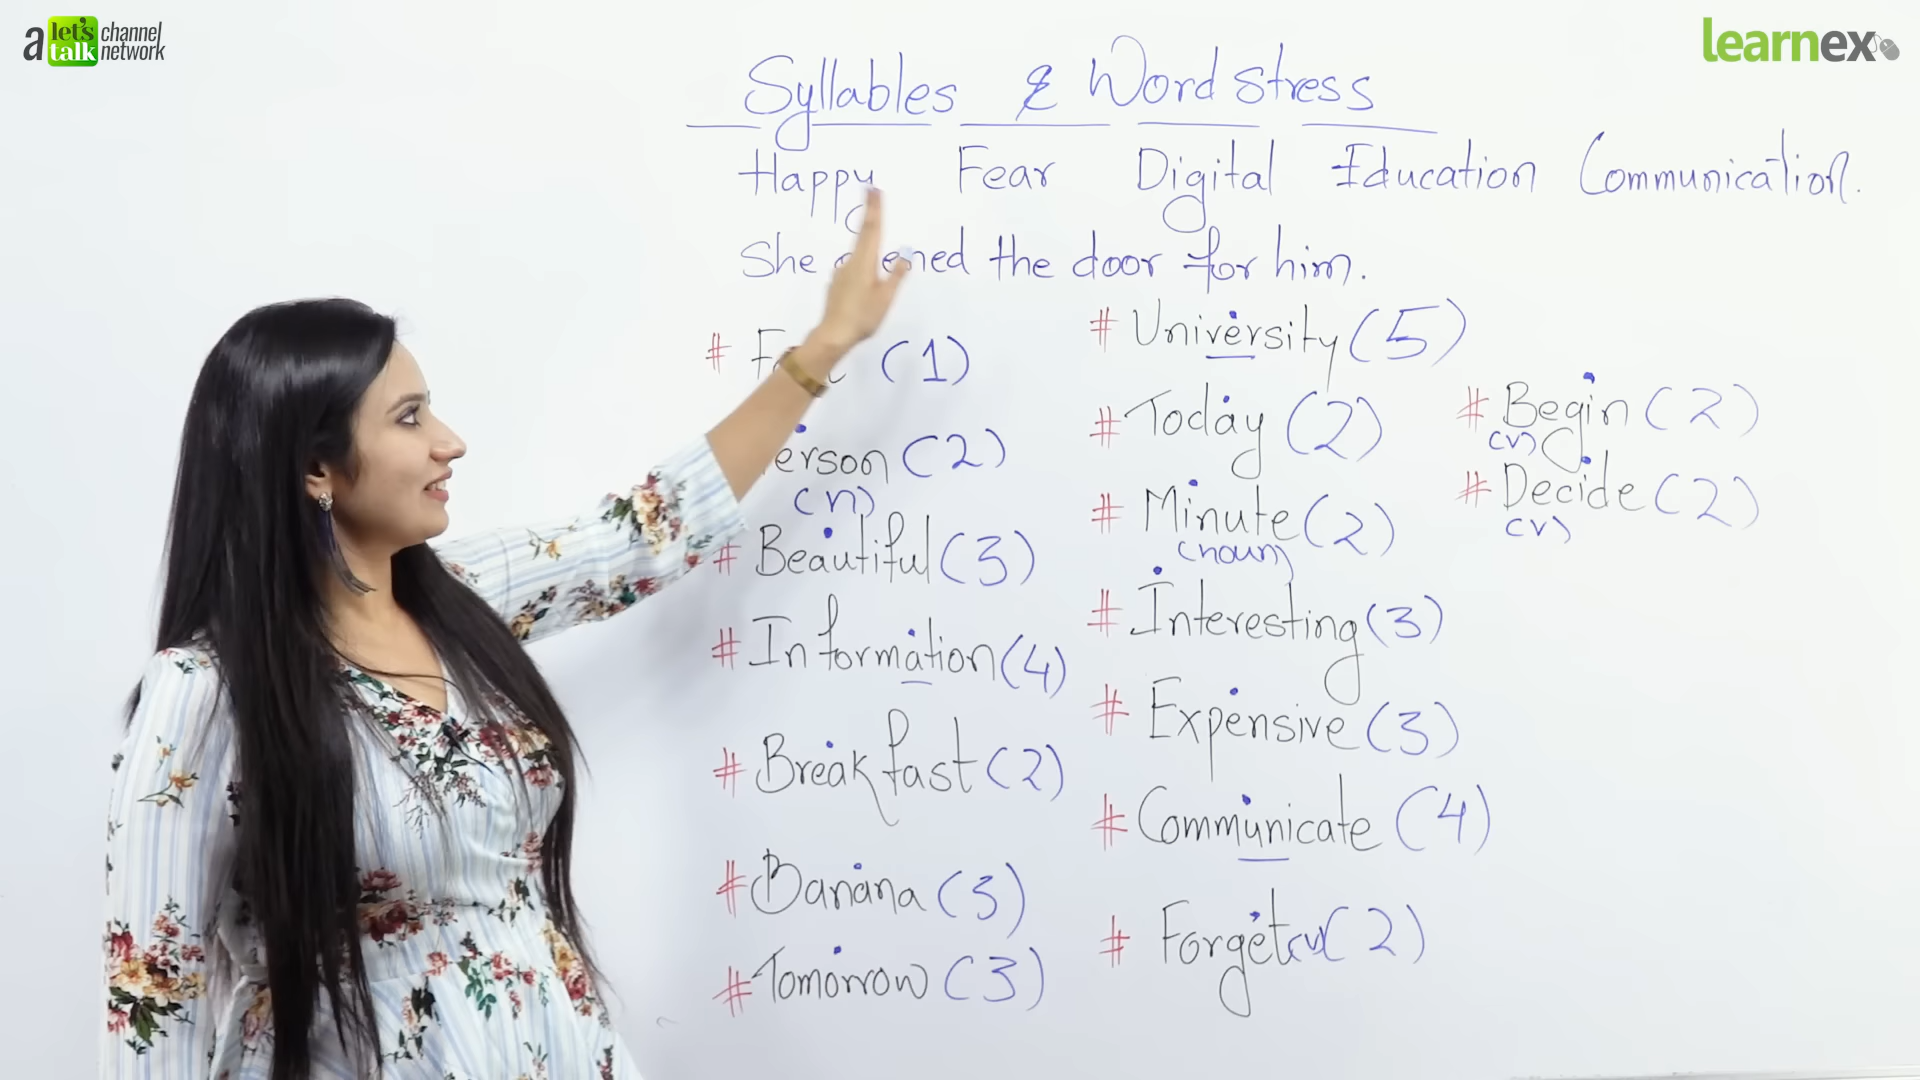 a let's talk channel network
learnex
Syllables & Word stress
Happy Fear Digital Education Communication.
She the door for him.
# (1)
(2)
(n)
# Beautiful (3)
# Information (4)
# Breakfast (2)
# Banana (3)
# Tomorrow (3)
# University (5)
# Today (2)
# Minute (2)
(noun)
# Interesting (3)
# Expensive (3)
# Communicate (4)
# Forget (v) (2)
# Begin (2)
(v)
# Decide (2)
(v)